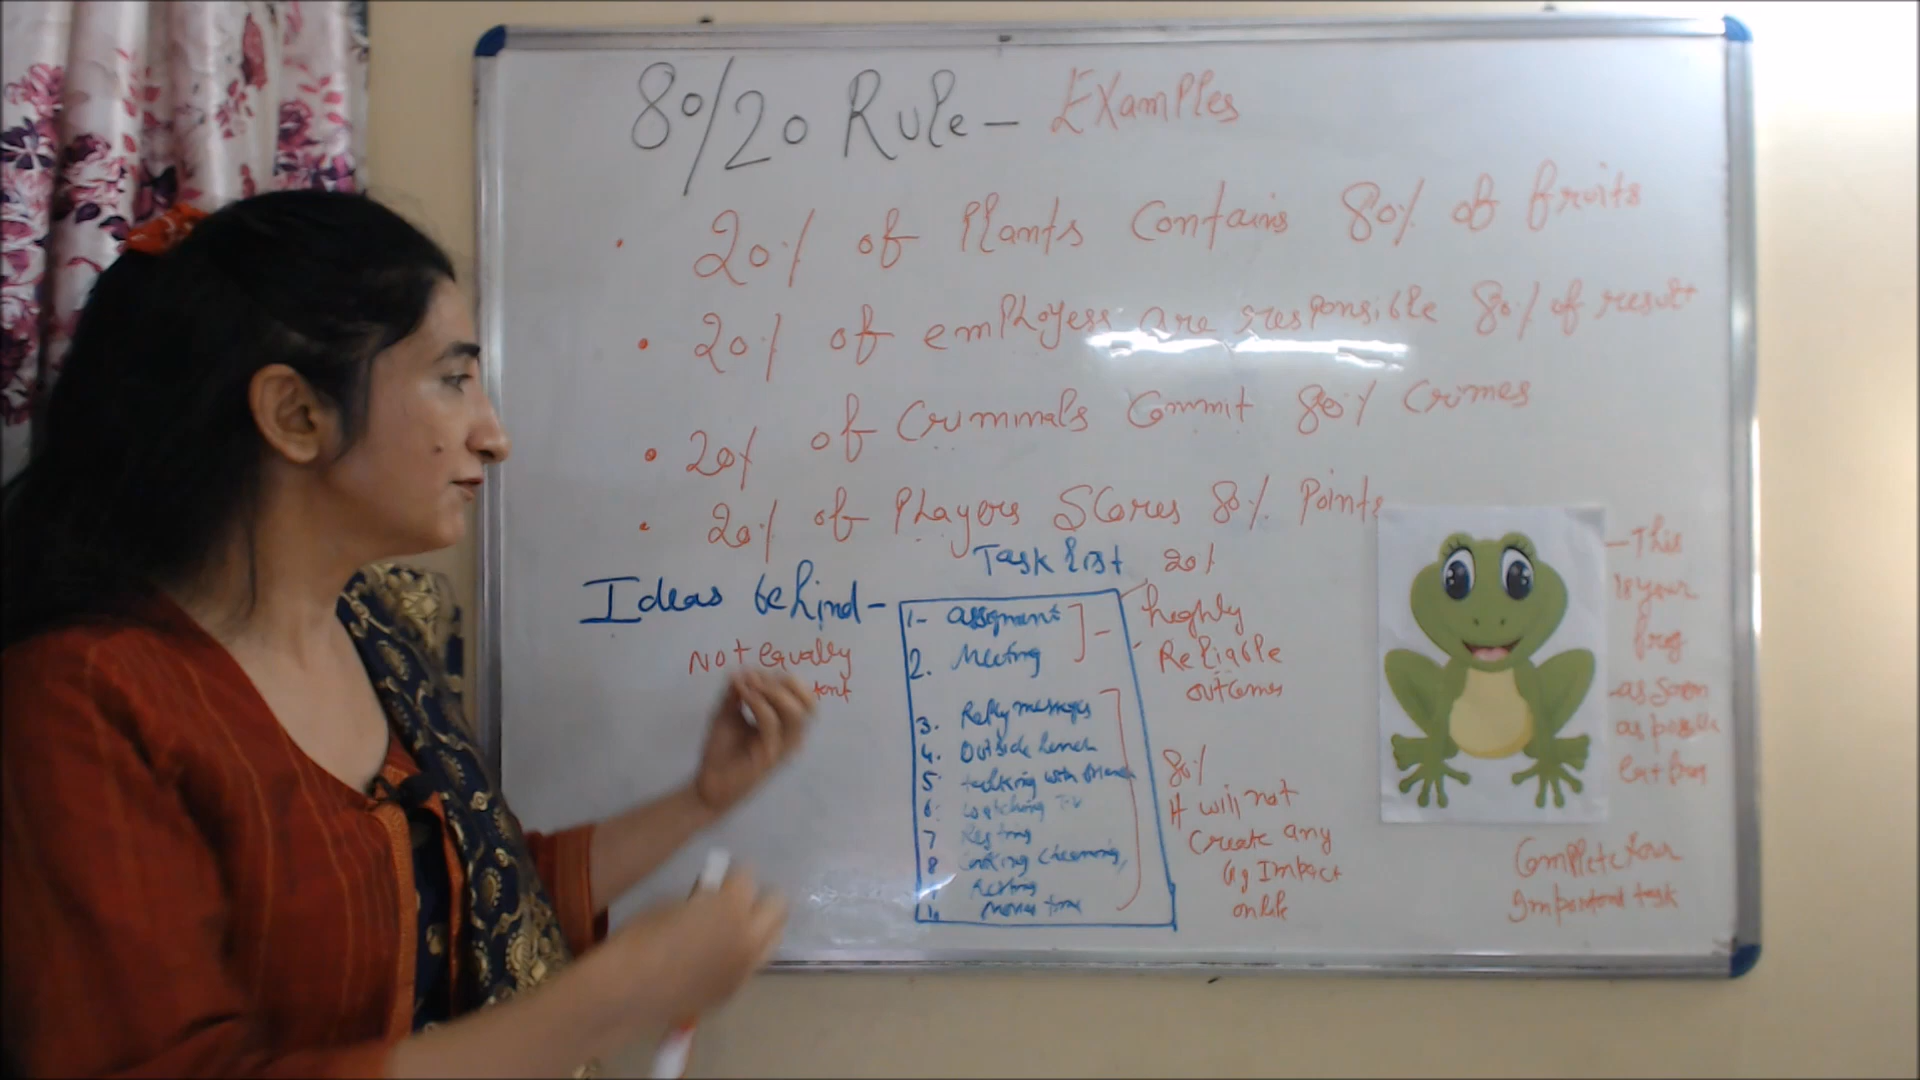 80/20 Rule - Examples
• 20% of Plants Contains 80% of fruits
• 20% of employess are responsible 80% of result
• 20% of Criminals Commit 80% Crimes
• 20% of Players Scores 80% Points
Ideas behind -
Not equally
Task list
1- assignment
2. Meeting
3. Reply messages
4. Outside lunch
5. talking with friends
6. watching T.V
7 Resting
8 Cooking cleaning,
Resting
20%
highly
Reliable
outcomes
80%
It will not
Create any
Big Impact
on life
- This
is your
frog
- as soon
as possible
eat frog
Complete your
Important task